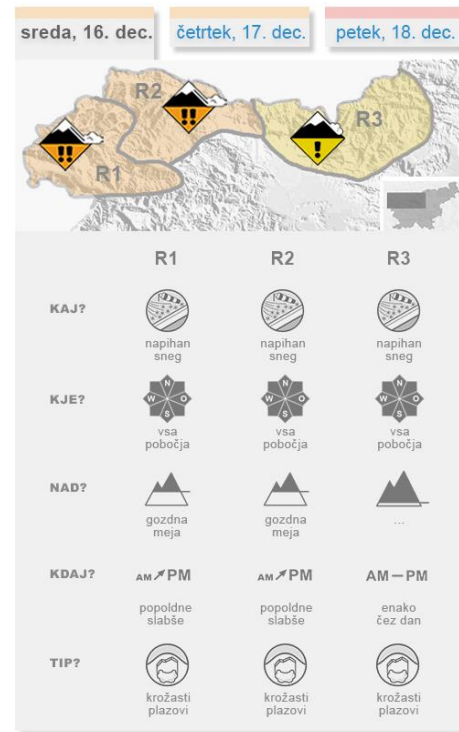 sreda, 16. dec. četrtek, 17. dec. petek, 18. dec.
R2
R3
R1
R1 R2 R3
KAJ?
napihan sneg napihan sneg napihan sneg
KJE?
N W O S N W O S N W O S
vsa pobočja vsa pobočja vsa pobočja
NAD?
gozdna meja gozdna meja ...
KDAJ? AM PM AM PM AM – PM
popoldne slabše popoldne slabše enako čez dan
TIP?
krožasti plazovi krožasti plazovi krožasti plazovi